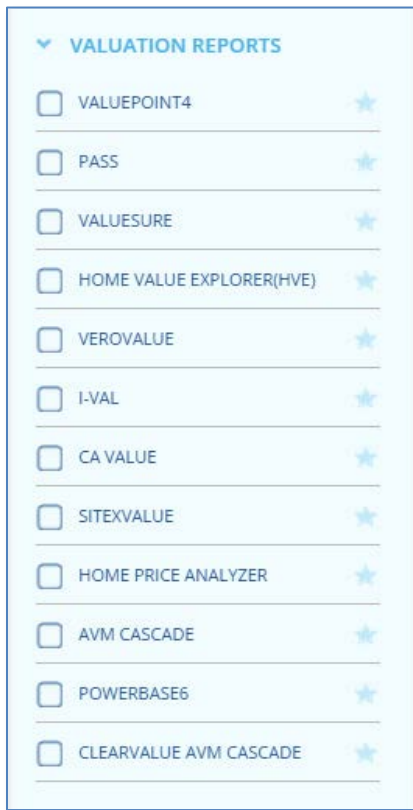 VALUATION REPORTS
VALUEPOINT4
PASS
VALUESURE
HOME VALUE EXPLORER(HVE)
VEROVALUE
I-VAL
CA VALUE
SITEXVALUE
HOME PRICE ANALYZER
AVM CASCADE
POWERBASE6
CLEARVALUE AVM CASCADE